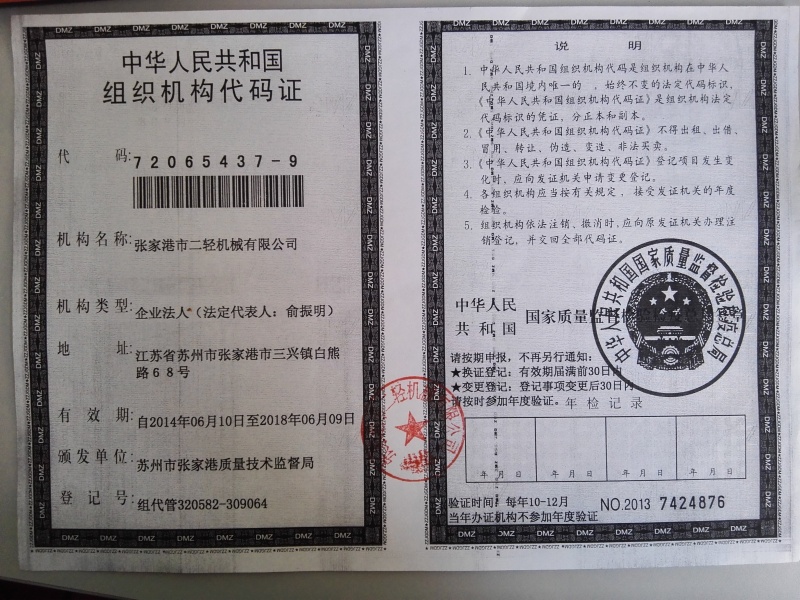 中华人民共和国
组织机构代码证
代 码: 72065437-9
机构名称: 张家港市二轻机械有限公司
机构类型: 企业法人(法定代表人: 俞振明)
地 址: 江苏省苏州市张家港市三兴镇白熊
路68号
有 效 期: 自2014年06月10日至2018年06月09日
颁发单位: 苏州市张家港质量技术监督局
登 记 号: 组代管320582-309064
说 明
1. 中华人民共和国组织机构代码是组织机构在中华人
民共和国境内唯一的、始终不变的法定代码标识,
《中华人民共和国组织机构代码证》是组织机构法定
代码标识的凭证,分正本和副本。
2.《中华人民共和国组织机构代码证》不得出租、出借、
冒用、转让、伪造、变造、非法买卖。
3.《中华人民共和国组织机构代码证》登记项目发生变
化时,应向发证机关申请变更登记。
4. 各组织机构应当按有关规定,接受发证机关的年度
检验。
5. 组织机构依法注销、撤消时,应向原发证机关办理注
销登记,并交回全部代码证。
中华人民
共和国 国家质量监督
中华人民共和国国家质量监督检验检疫总局
请按期申报,不再另行通知:
★换证登记: 有效期届满前30日内
★变更登记: 登记事项变更后30日内
请按时参加年度验证。 年检记录
年 月 日 年 月 日 年 月 日 年 月 日
验证时间: 每年10-12月 NO.2013 7424876
当年办证机构不参加年度验证